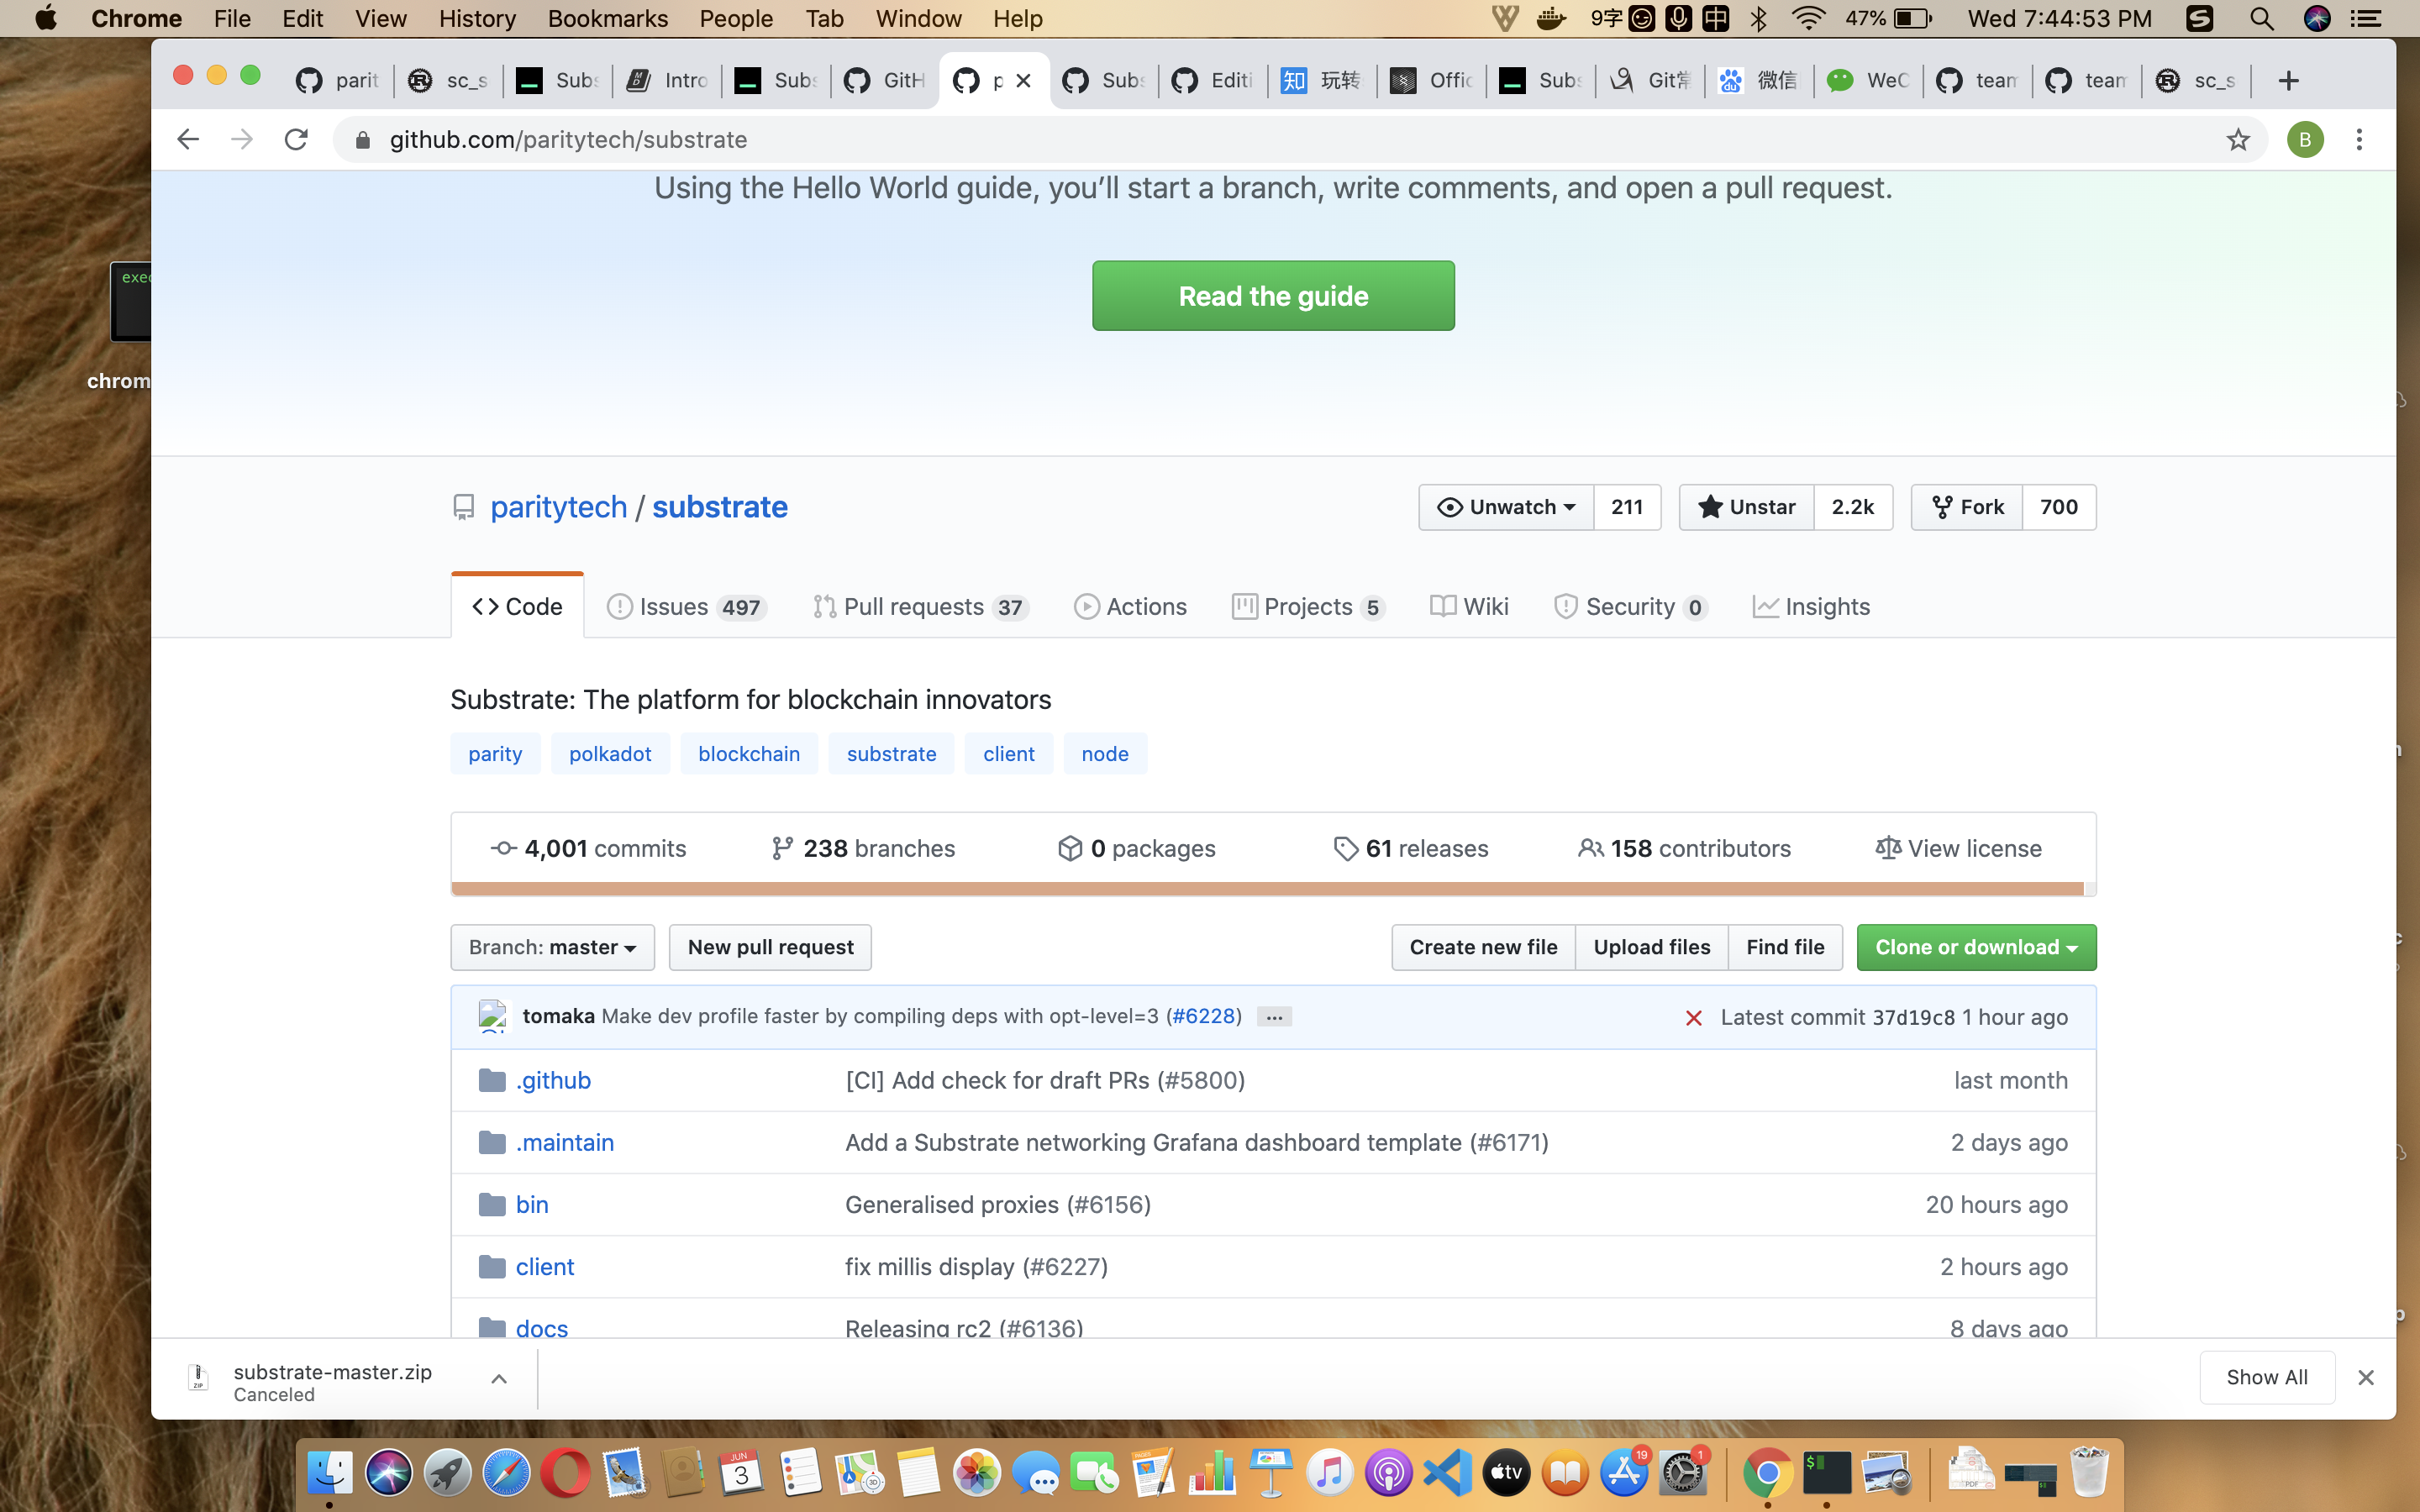 Chrome File Edit View History Bookmarks People Tab Window Help 9字 中 47% Wed 7:44:53 PM
parit sc_s Subs Intro Subs GitH p Subs Editi 知 玩转 Offic Subs Git常 du 微信 WeC team team sc_s
github.com/paritytech/substrate B
Using the Hello World guide, you’ll start a branch, write comments, and open a pull request.
exec
Read the guide
chrom
paritytech / substrate Unwatch 211 Unstar 2.2k Fork 700
Code Issues 497 Pull requests 37 Actions Projects 5 Wiki Security 0 Insights
Substrate: The platform for blockchain innovators
parity polkadot blockchain substrate client node
4,001 commits 238 branches 0 packages 61 releases 158 contributors View license
Branch: master New pull request Create new file Upload files Find file Clone or download
tomaka Make dev profile faster by compiling deps with opt-level=3 (#6228) ... Latest commit 37d19c8 1 hour ago
.github [CI] Add check for draft PRs (#5800) last month
.maintain Add a Substrate networking Grafana dashboard template (#6171) 2 days ago
bin Generalised proxies (#6156) 20 hours ago
client fix millis display (#6227) 2 hours ago
docs Releasing rc2 (#6136) 8 days ago
ZIP substrate-master.zip
Canceled
Show All
JUN 3 3D tv 19 1 $ PDF